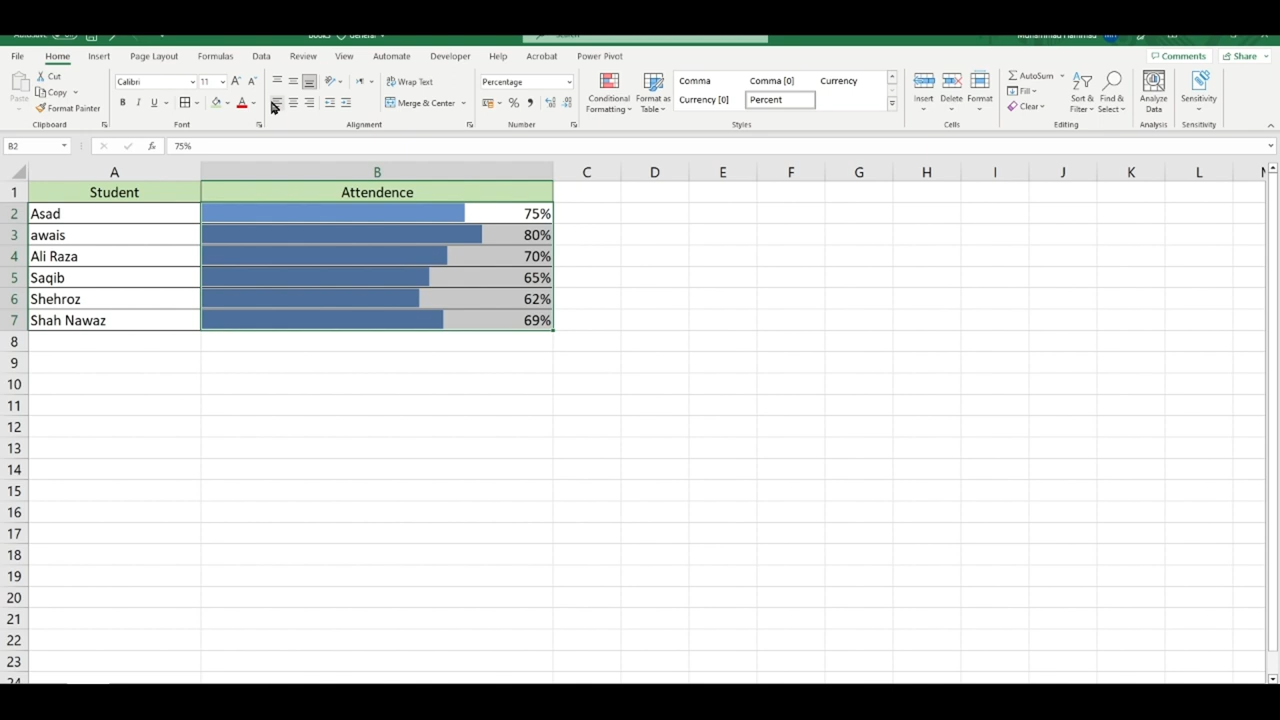 Home Insert Page Layout Formulas Data Review View Automate Developer Help Acrobat Power Pivot Comments Share
Cut
Copy
Format Painter
Paste
Clipboard
Calibri 11
B I U
Font
Wrap Text
Merge & Center
Alignment
Percentage
Number
Conditional Formatting
Format as Table
Comma Comma [0] Currency
Currency [0] Percent
Styles
Insert Delete Format
Cells
AutoSum
Fill
Clear
Sort & Filter
Find & Select
Editing
Analyze Data
Analysis
Sensitivity
Sensitivity
B2 fx 75%
A B C D E F G H I J K L
1 Student Attendence
2 Asad 75%
3 awais 80%
4 Ali Raza 70%
5 Saqib 65%
6 Shehroz 62%
7 Shah Nawaz 69%
8
9
10
11
12
13
14
15
16
17
18
19
20
21
22
23
24